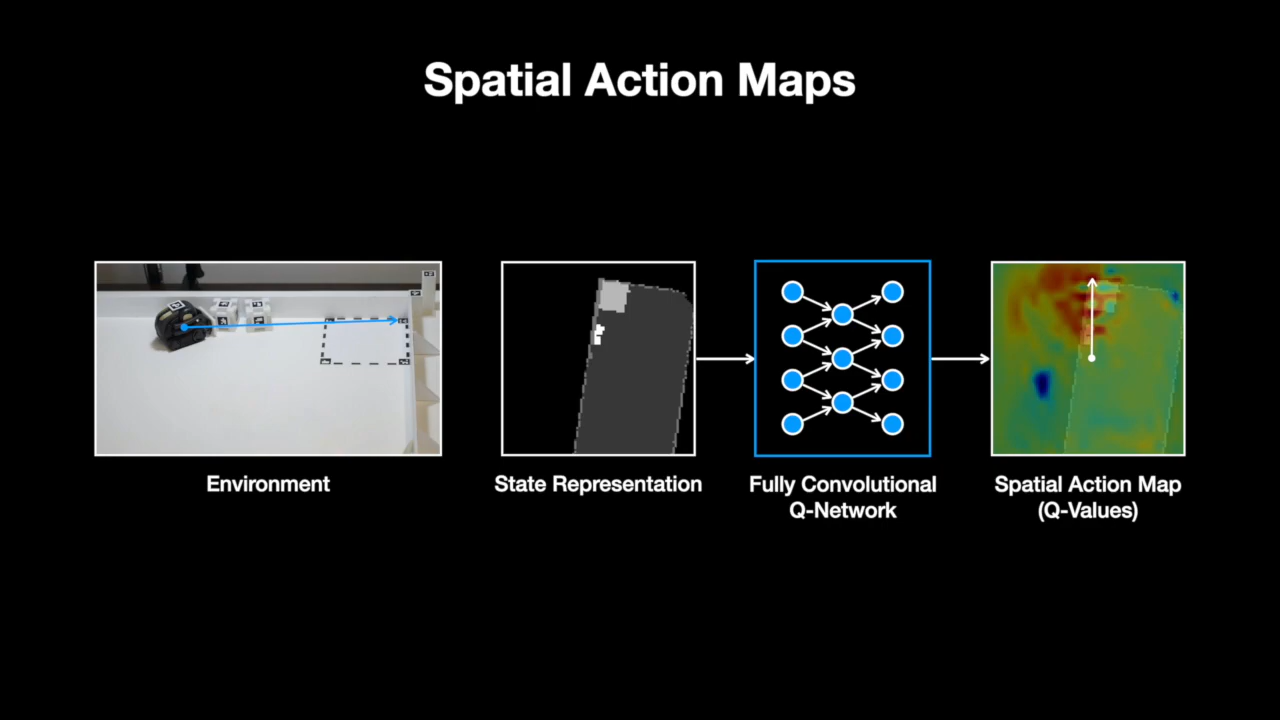 Spatial Action Maps
Environment
State Representation
Fully Convolutional
Q-Network
Spatial Action Map
(Q-Values)